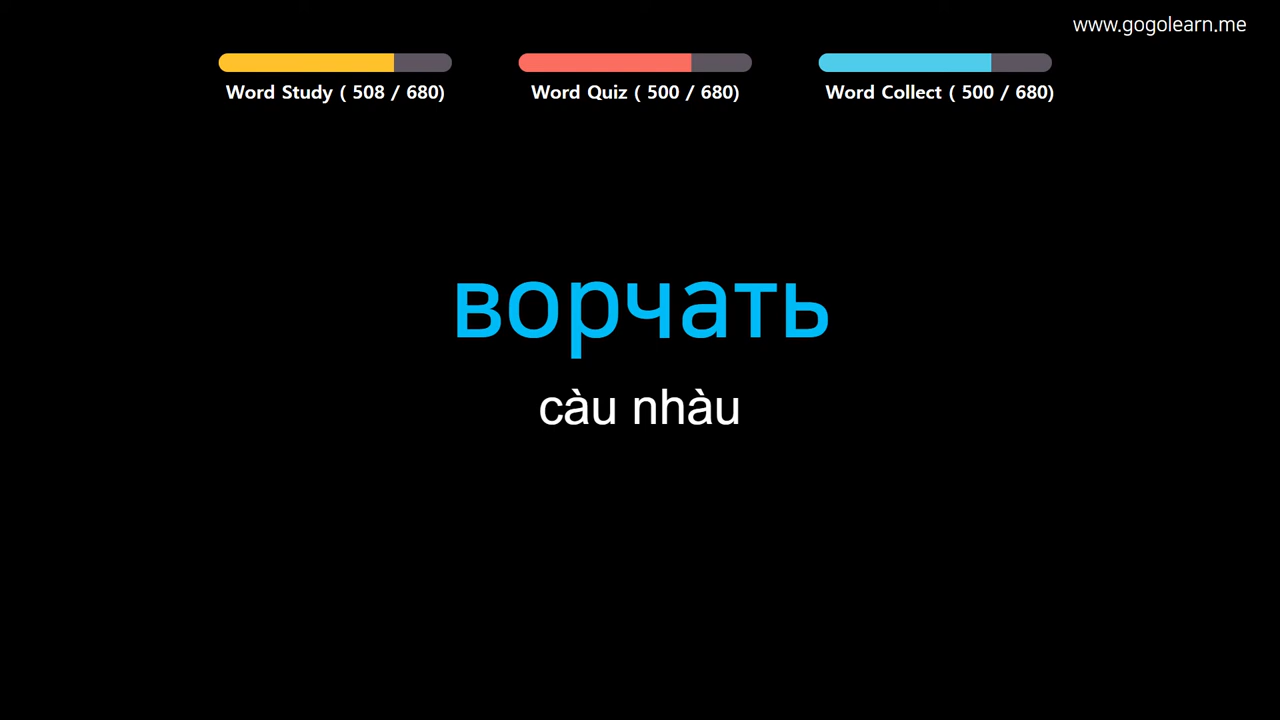 www.gogolearn.me
Word Study ( 508 / 680)
Word Quiz ( 500 / 680)
Word Collect ( 500 / 680)
ворчать
càu nhàu